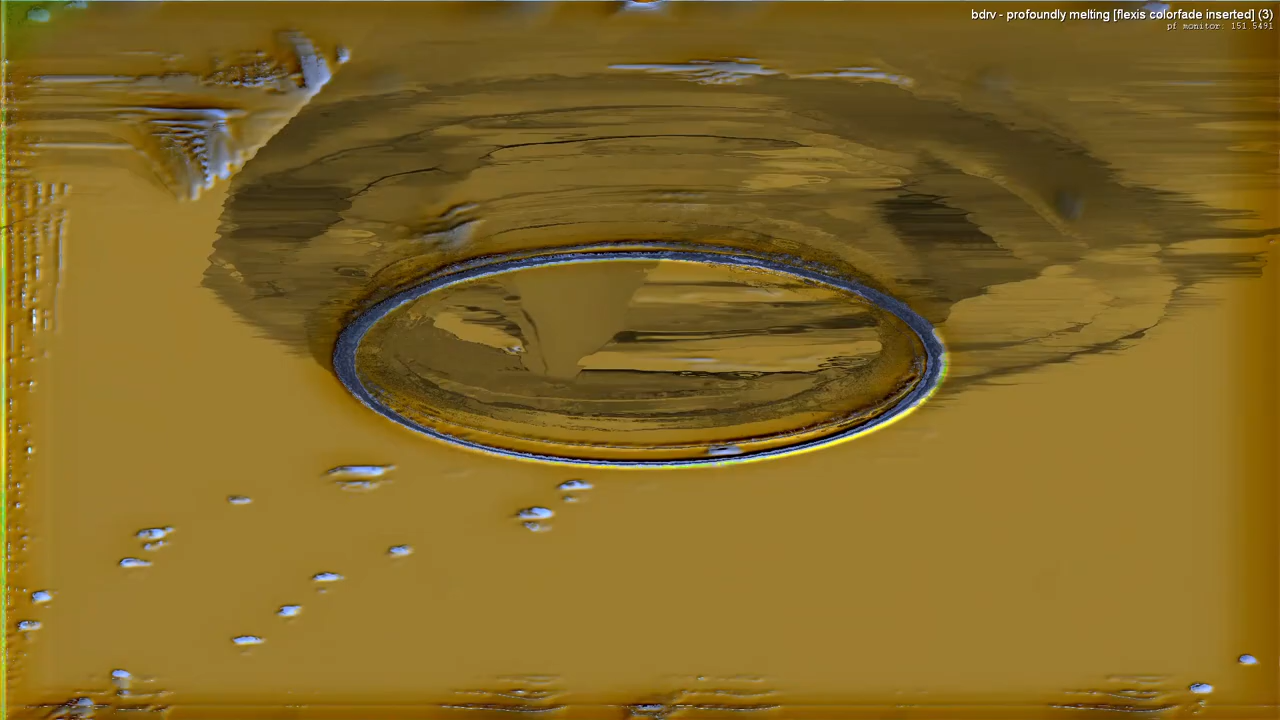 bdrv - profoundly melting [flexis colorfade inserted] (3)
pf monitor: 151.5491